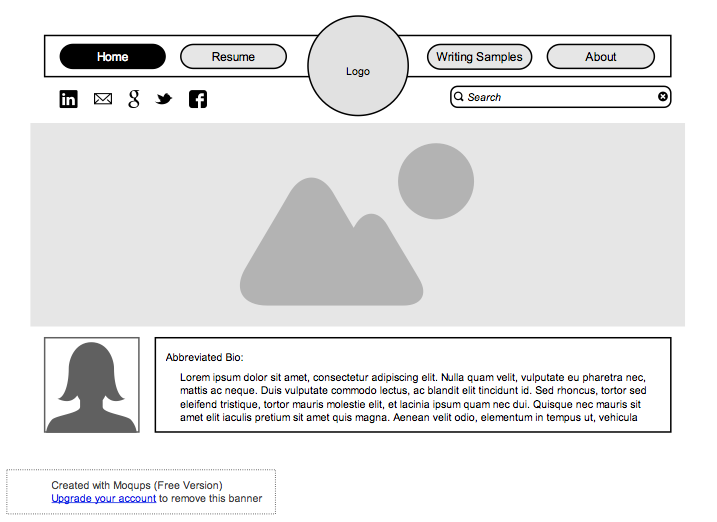 Home
Resume
Logo
Writing Samples
About
Search
Abbreviated Bio:
Lorem ipsum dolor sit amet, consectetur adipiscing elit. Nulla quam velit, vulputate eu pharetra nec,
mattis ac neque. Duis vulputate commodo lectus, ac blandit elit tincidunt id. Sed rhoncus, tortor sed
eleifend tristique, tortor mauris molestie elit, et lacinia ipsum quam nec dui. Quisque nec mauris sit
amet elit iaculis pretium sit amet quis magna. Aenean velit odio, elementum in tempus ut, vehicula
Created with Moqups (Free Version)
Upgrade your account to remove this banner